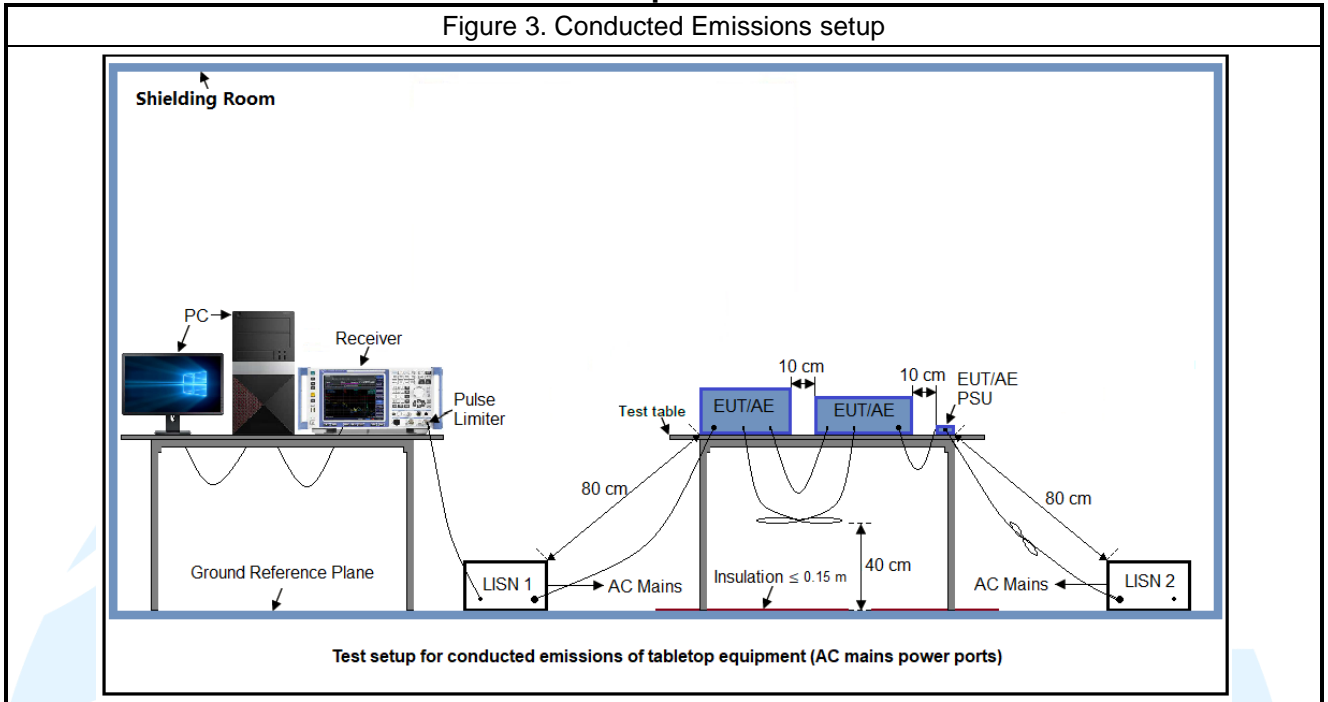 Figure 3. Conducted Emissions setup
Shielding Room
PC
Receiver
Pulse
Limiter
10 cm
10 cm
EUT/AE
PSU
Test table
EUT/AE
EUT/AE
80 cm
80 cm
Ground Reference Plane
LISN 1
AC Mains
Insulation ≤ 0.15 m
40 cm
AC Mains
LISN 2
Test setup for conducted emissions of tabletop equipment (AC mains power ports)